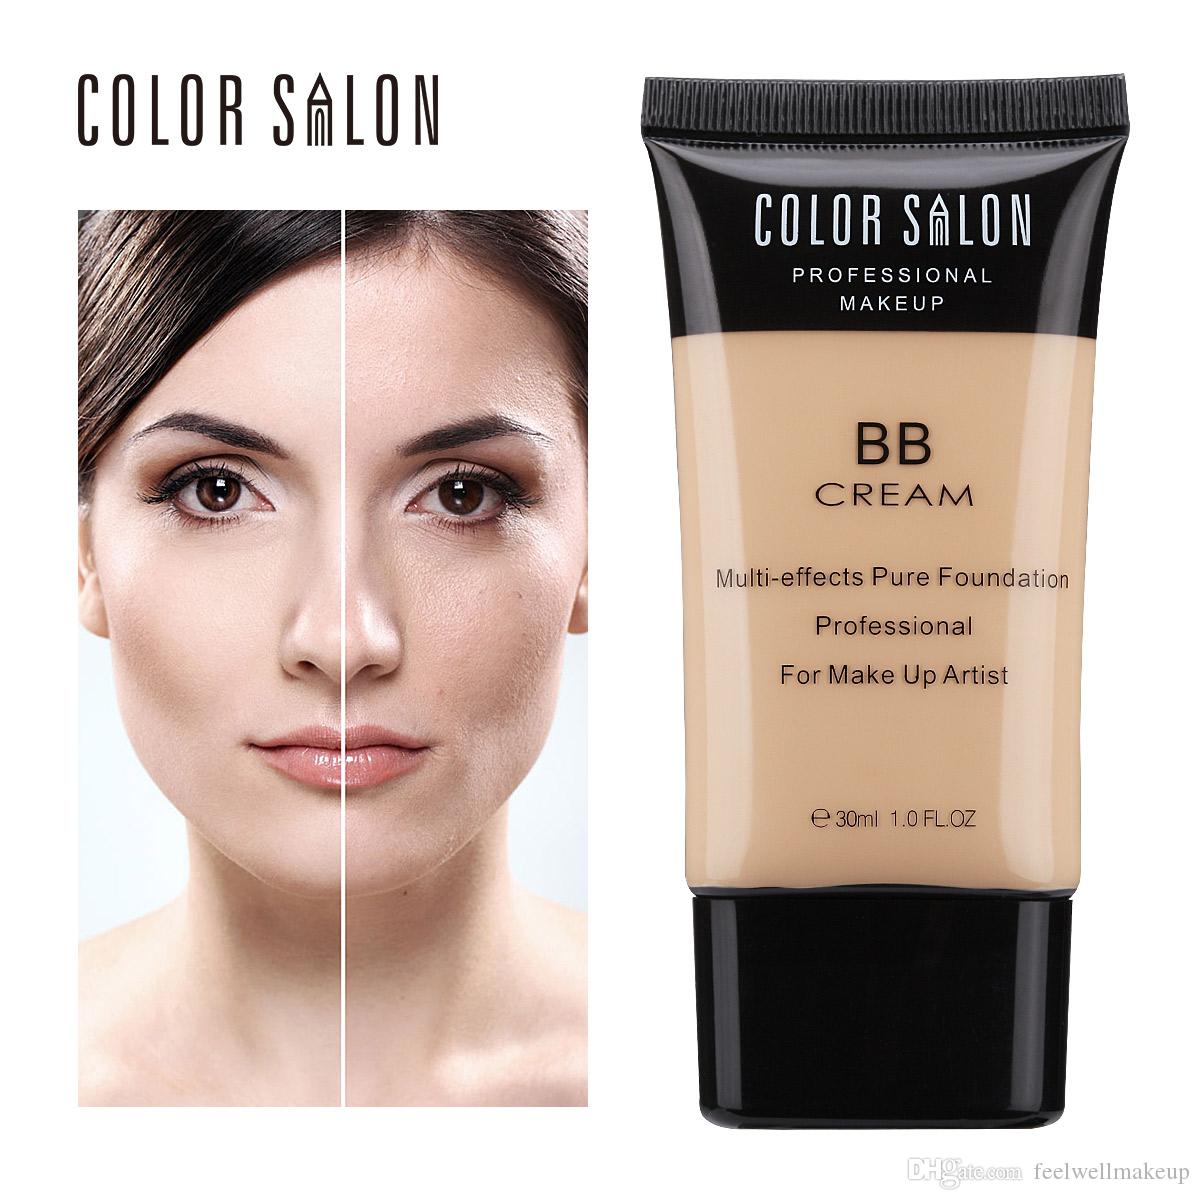 COLOR SALON
COLOR SALON
PROFESSIONAL
MAKEUP
BB
CREAM
Multi-effects Pure Foundation
Professional
For Make Up Artist
℮30ml 1.0 FL.OZ
DHgate.com feelwellmakeup